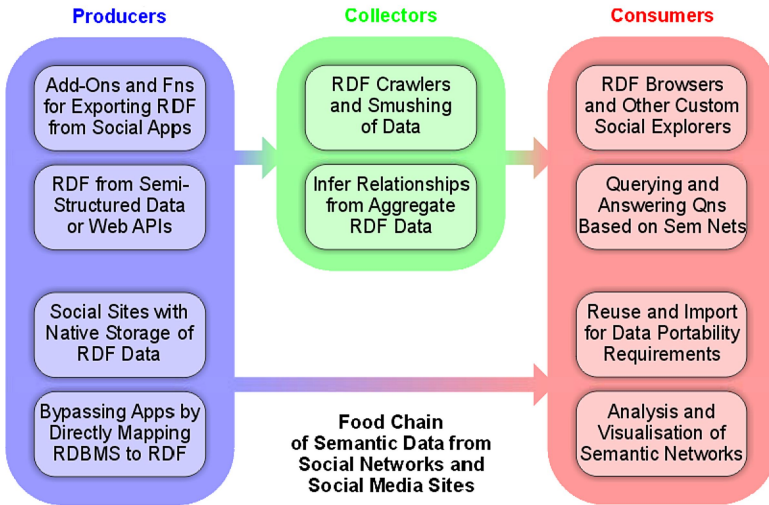 Producers
Add-Ons and Fns
for Exporting RDF
from Social Apps
RDF from Semi-
Structured Data
or Web APIs
Social Sites with
Native Storage of
RDF Data
Bypassing Apps by
Directly Mapping
RDBMS to RDF
Collectors
RDF Crawlers
and Smushing
of Data
Infer Relationships
from Aggregate
RDF Data
Consumers
RDF Browsers
and Other Custom
Social Explorers
Querying and
Answering Qns
Based on Sem Nets
Reuse and Import
for Data Portability
Requirements
Analysis and
Visualisation of
Semantic Networks
Food Chain
of Semantic Data from
Social Networks and
Social Media Sites